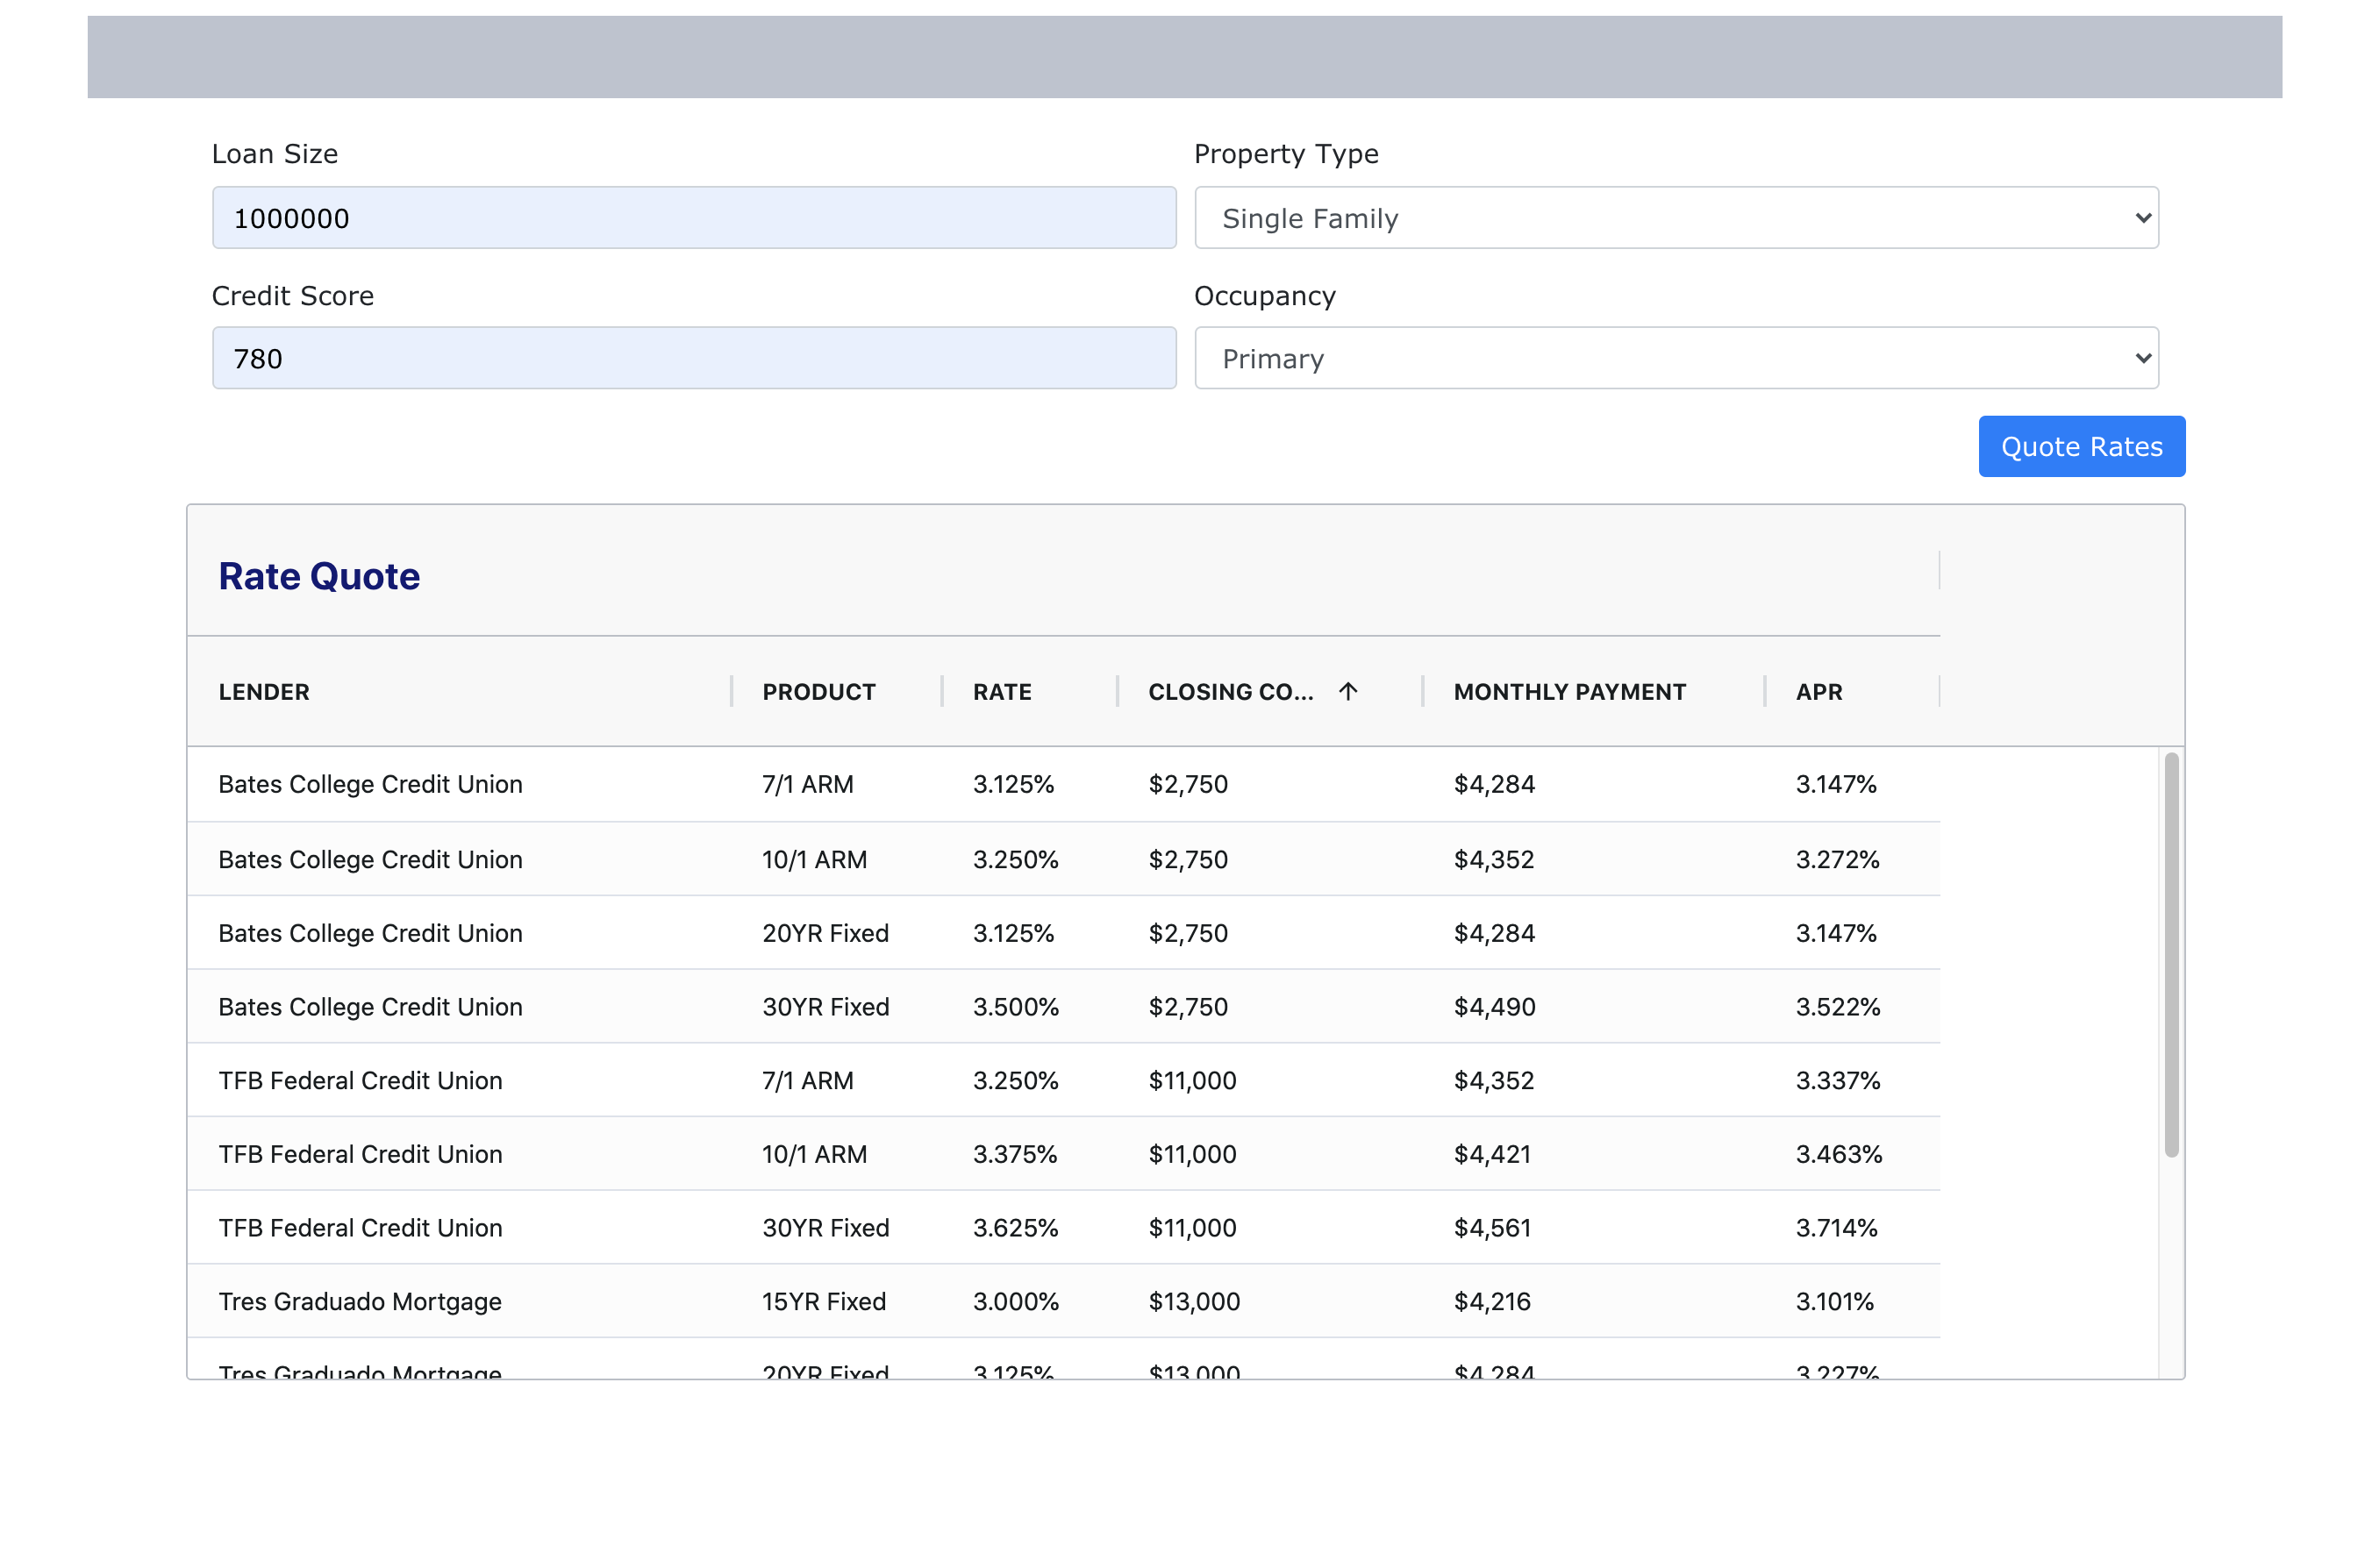 Loan Size
Property Type
1000000
Single Family
Credit Score
Occupancy
780
Primary
Quote Rates
Rate Quote
LENDER PRODUCT RATE CLOSING CO... MONTHLY PAYMENT APR
Bates College Credit Union 7/1 ARM 3.125% $2,750 $4,284 3.147%
Bates College Credit Union 10/1 ARM 3.250% $2,750 $4,352 3.272%
Bates College Credit Union 20YR Fixed 3.125% $2,750 $4,284 3.147%
Bates College Credit Union 30YR Fixed 3.500% $2,750 $4,490 3.522%
TFB Federal Credit Union 7/1 ARM 3.250% $11,000 $4,352 3.337%
TFB Federal Credit Union 10/1 ARM 3.375% $11,000 $4,421 3.463%
TFB Federal Credit Union 30YR Fixed 3.625% $11,000 $4,561 3.714%
Tres Graduado Mortgage 15YR Fixed 3.000% $13,000 $4,216 3.101%
Tres Graduado Mortgage 20YR Fixed 3.125% $13,000 $4,284 3.227%